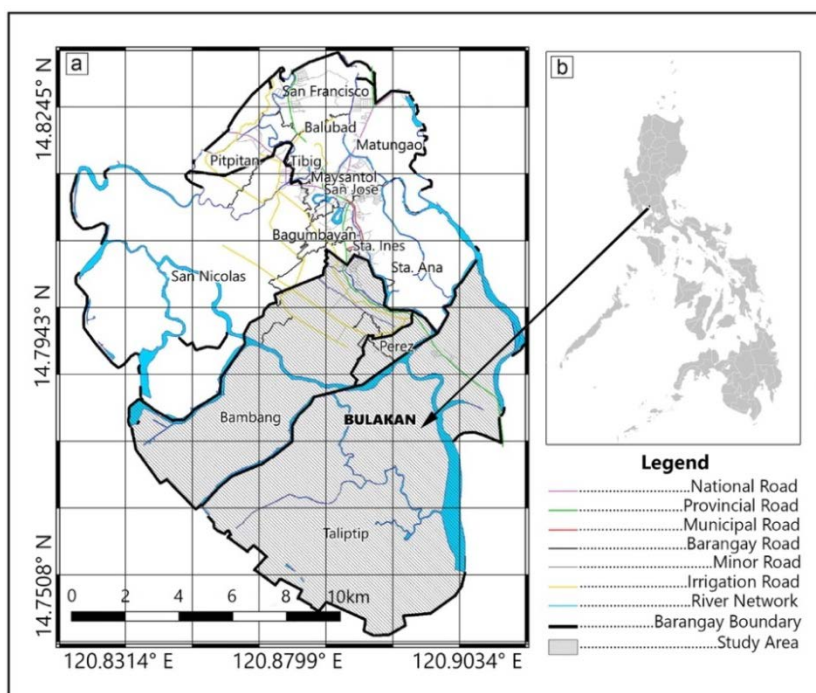 a
b
14.8245° N
14.7943° N
14.7508° N
San Francisco
Balubad
Matungao
Pitpitan
Tibig
Maysantol
San Jose
Bagumbayan
Sta. Ines
San Nicolas
Sta. Ana
Perez
Bambang
BULAKAN
Taliptip
0 2 4 6 8 10km
120.8314° E 120.8799° E 120.9034° E
Legend
National Road
Provincial Road
Municipal Road
Barangay Road
Minor Road
Irrigation Road
River Network
Barangay Boundary
Study Area